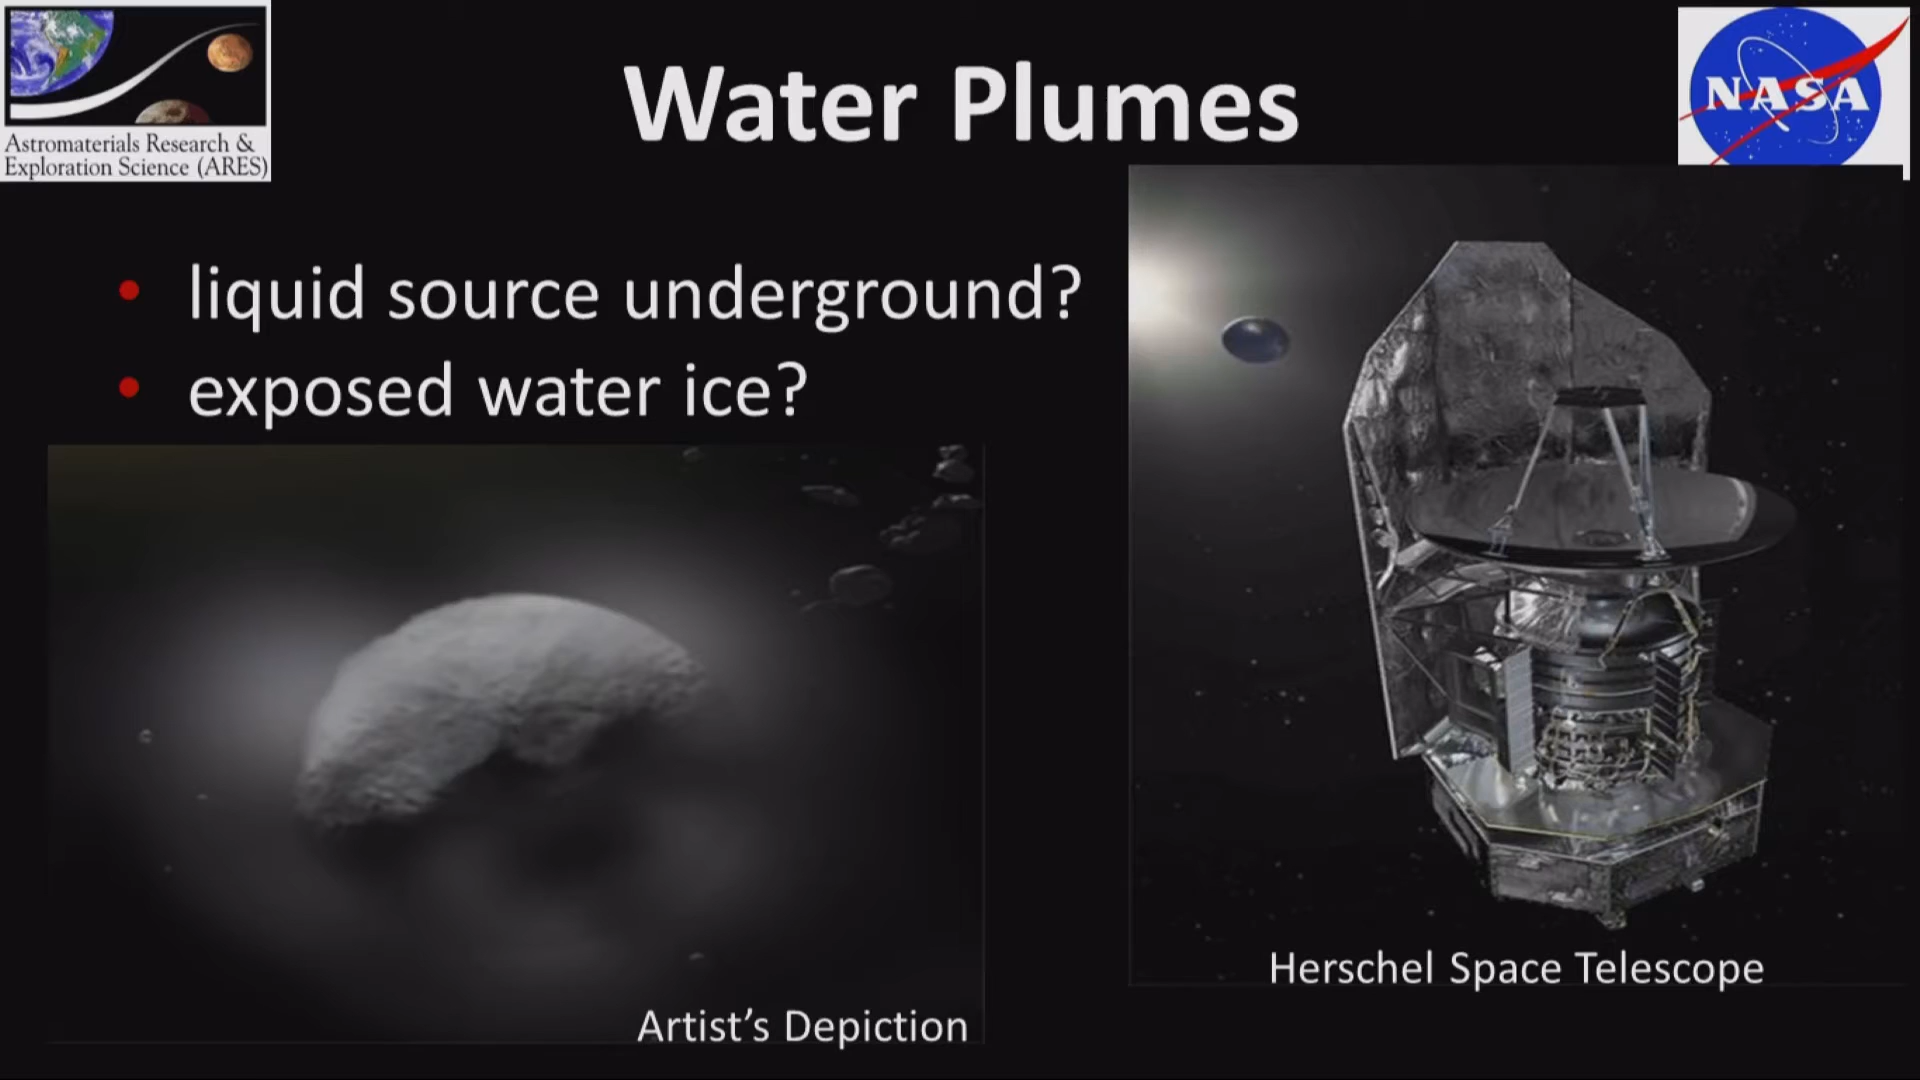 Astromaterials Research &
Exploration Science (ARES)
Water Plumes
NASA
• liquid source underground?
• exposed water ice?
Herschel Space Telescope
Artist’s Depiction